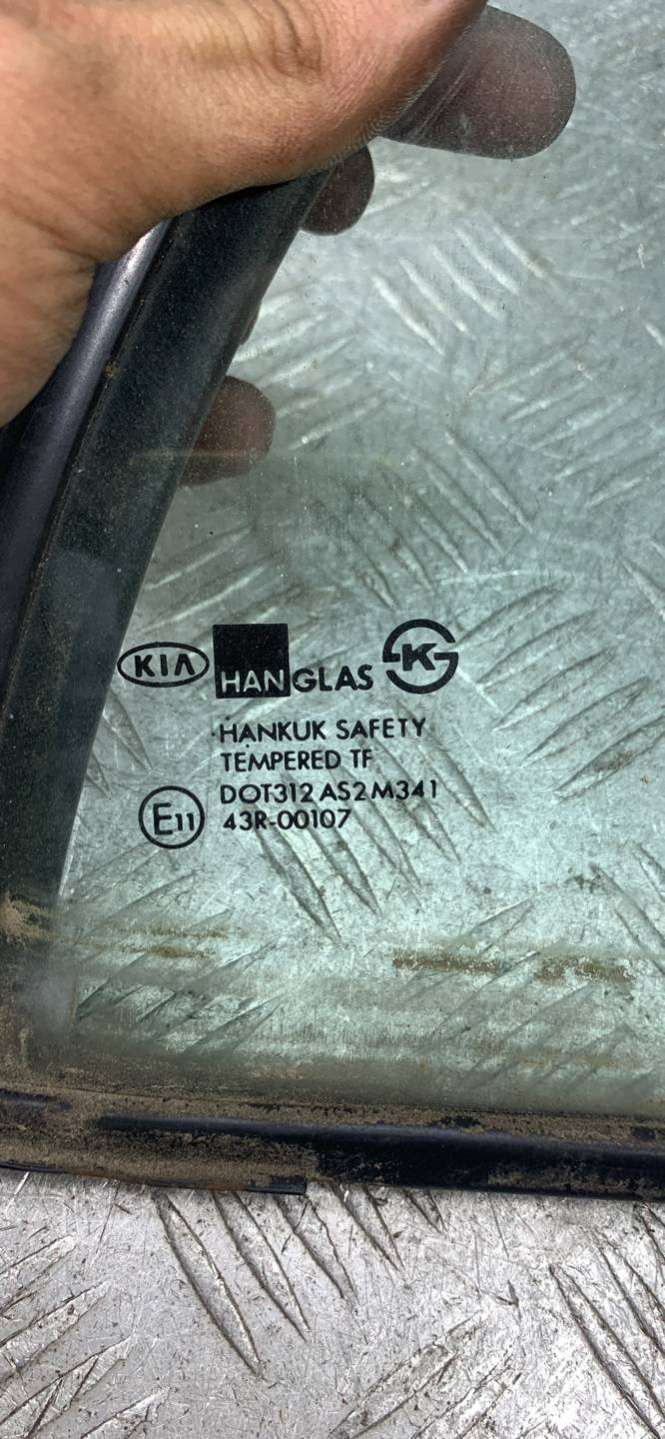 KIA HANGLAS K
HANKUK SAFETY
TEMPERED TF
DOT312 AS2 M341
E11 43R-00107